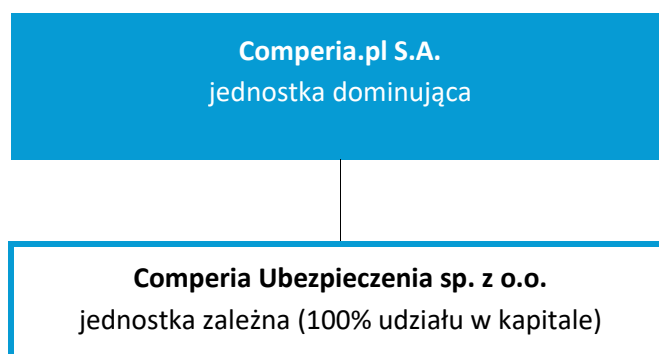 Comperia.pl S.A.
jednostka dominująca
Comperia Ubezpieczenia sp. z o.o.
jednostka zależna (100% udziału w kapitale)